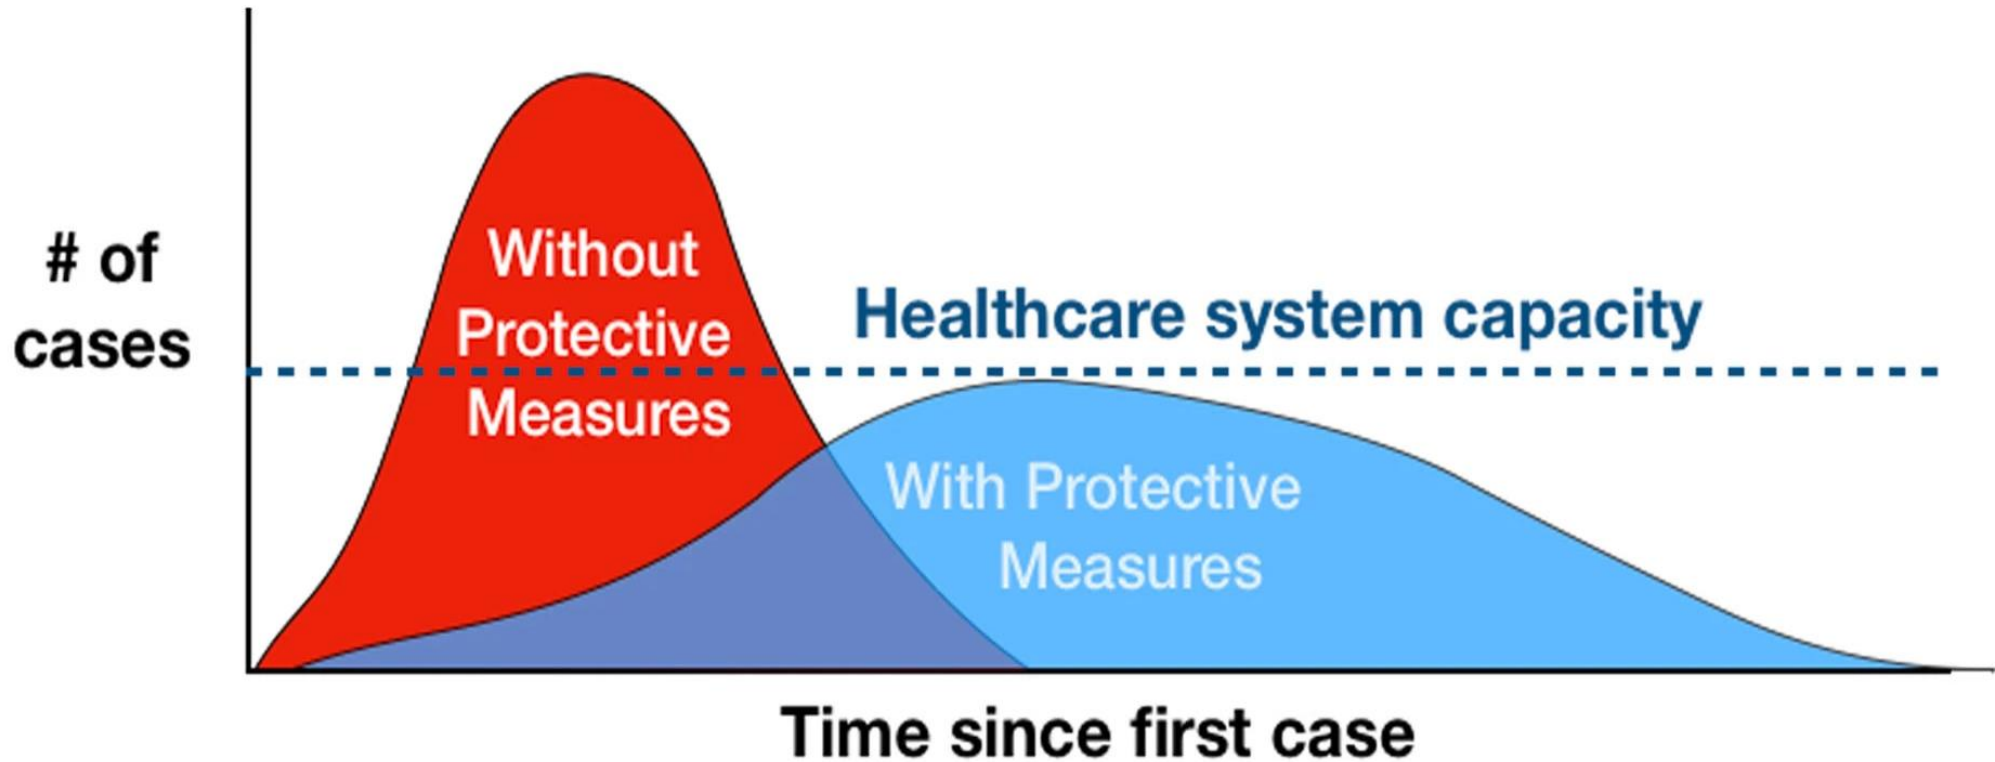 # of
cases
Without
Protective
Measures
Healthcare system capacity
With Protective
Measures
Time since first case